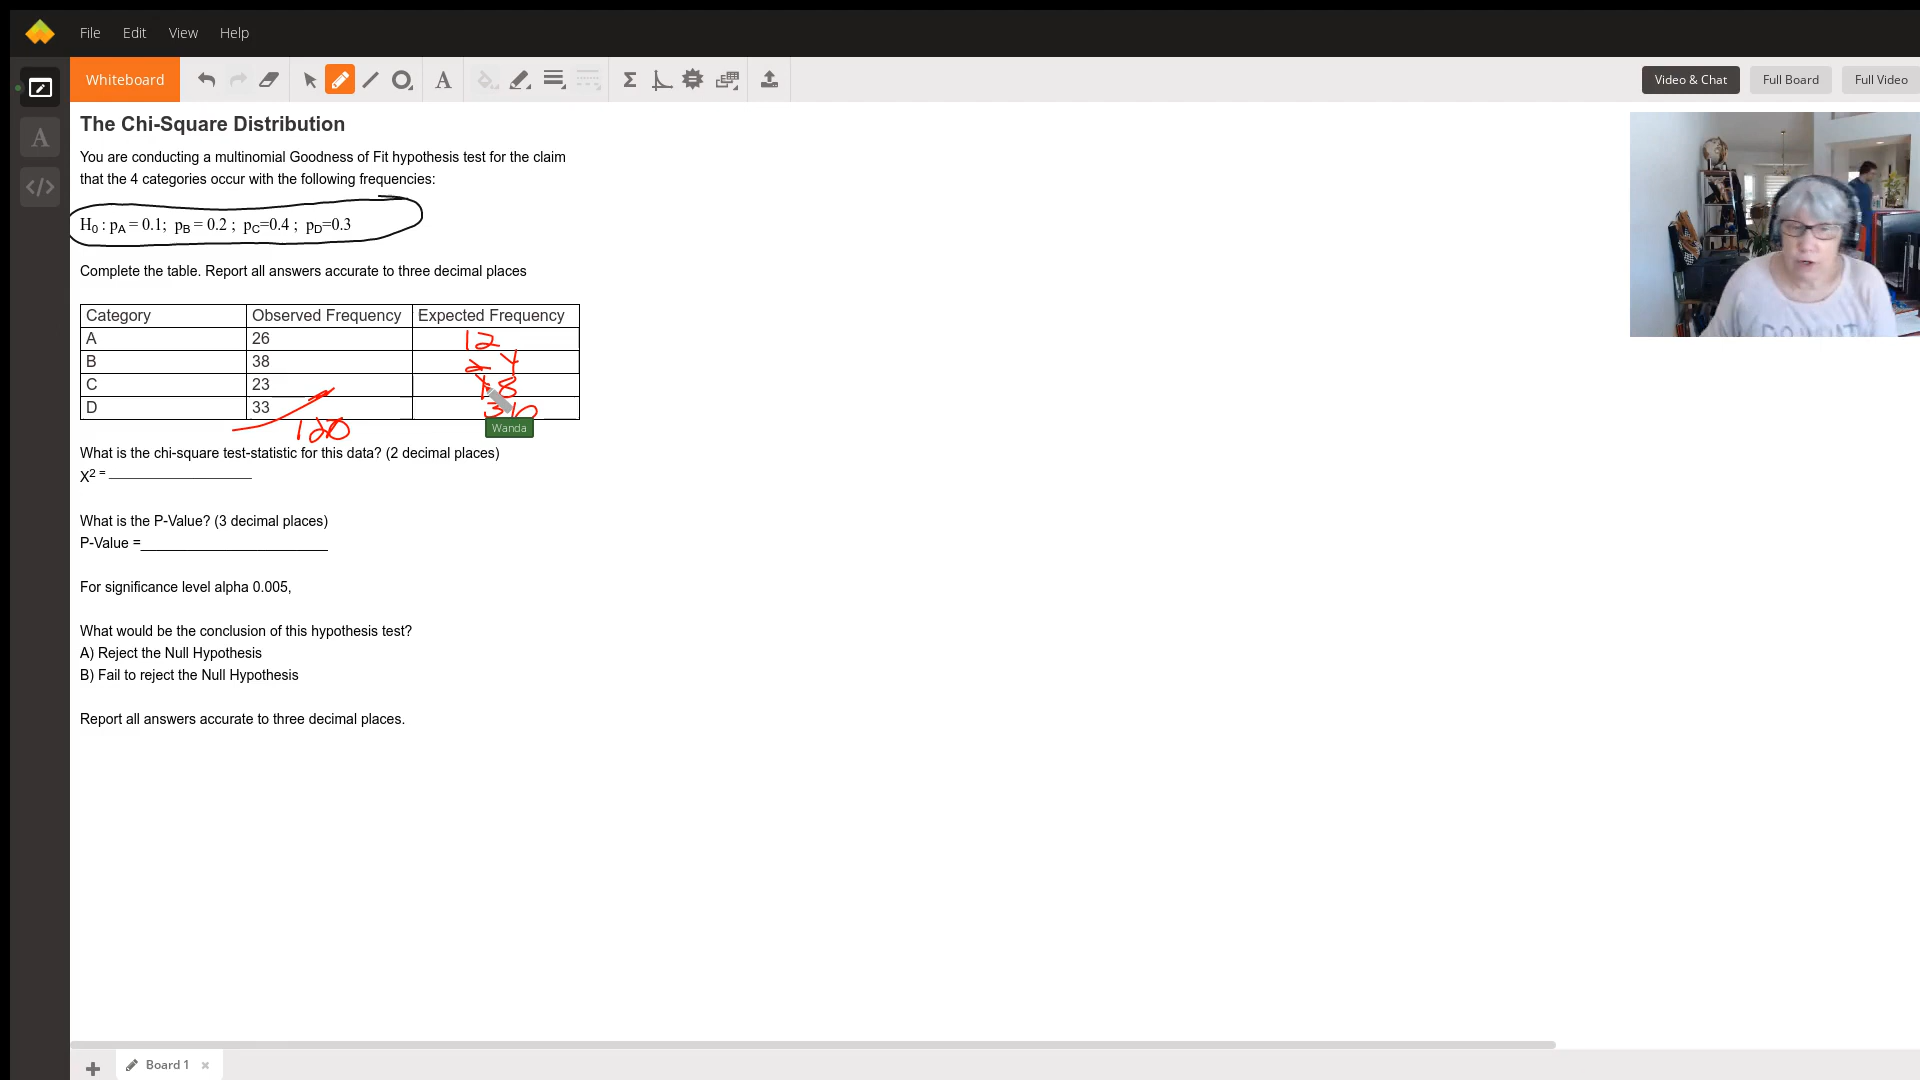 File Edit View Help
Whiteboard A Σ Video & Chat Full Board Full Video
A
</>
The Chi-Square Distribution
You are conducting a multinomial Goodness of Fit hypothesis test for the claim
that the 4 categories occur with the following frequencies:
H0 : pA = 0.1; pB = 0.2 ; pC=0.4 ; pD=0.3
Complete the table. Report all answers accurate to three decimal places
Category Observed Frequency Expected Frequency
A 26 12
B 38 24
C 23 48
D 33 36
120
Wanda
What is the chi-square test-statistic for this data? (2 decimal places)
X2 = ____________________
What is the P-Value? (3 decimal places)
P-Value =________________________
For significance level alpha 0.005,
What would be the conclusion of this hypothesis test?
A) Reject the Null Hypothesis
B) Fail to reject the Null Hypothesis
Report all answers accurate to three decimal places.
Board 1